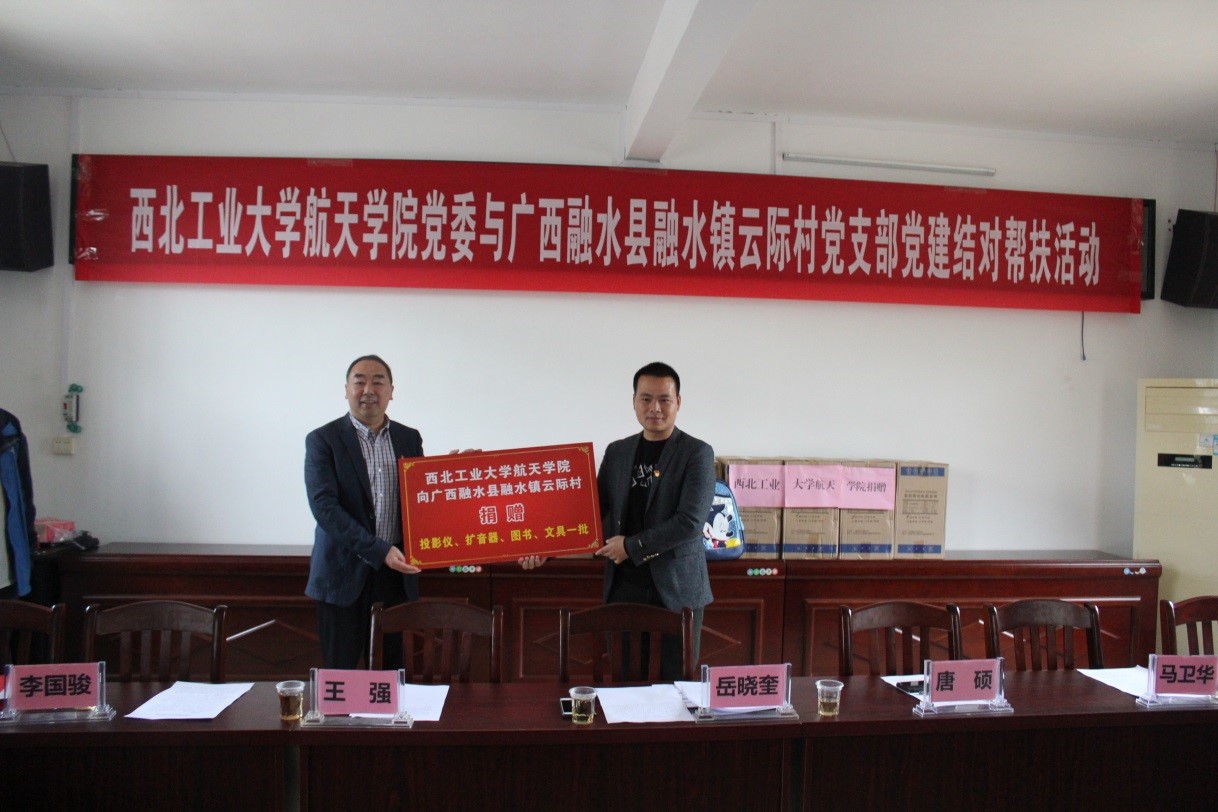 西北工业大学航天学院党委与广西融水县融水镇云际村党支部党建结对帮扶活动
西北工业大学航天学院
向广西融水县融水镇云际村
捐赠
投影仪、扩音器、图书、文具一批
西北工业 大学航天 学院捐赠
李国骏 王强 岳晓奎 唐硕 马卫华